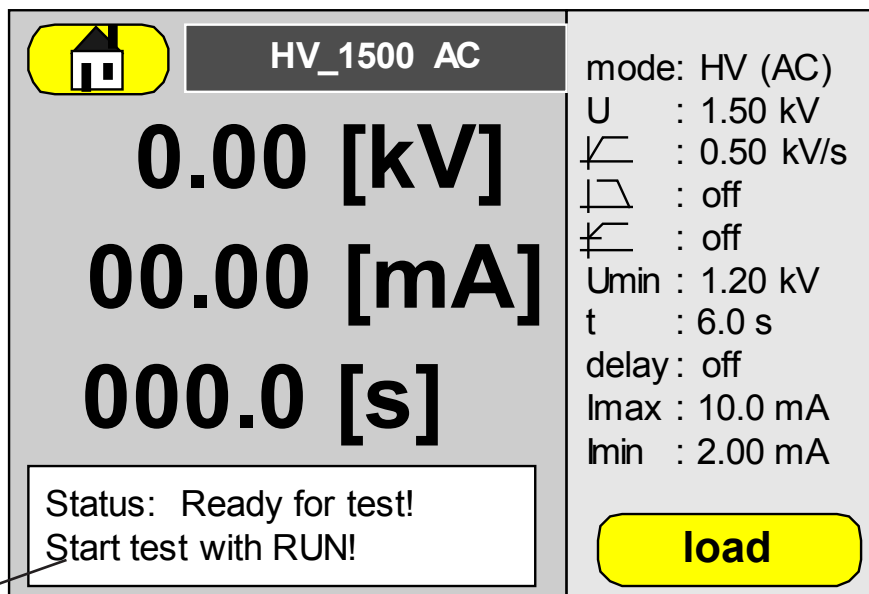 HV_1500 AC
0.00 [kV]
00.00 [mA]
000.0 [s]
Status: Ready for test!
Start test with RUN!
mode: HV (AC)
U : 1.50 kV
: 0.50 kV/s
: off
: off
Umin : 1.20 kV
t : 6.0 s
delay : off
Imax : 10.0 mA
Imin : 2.00 mA
load